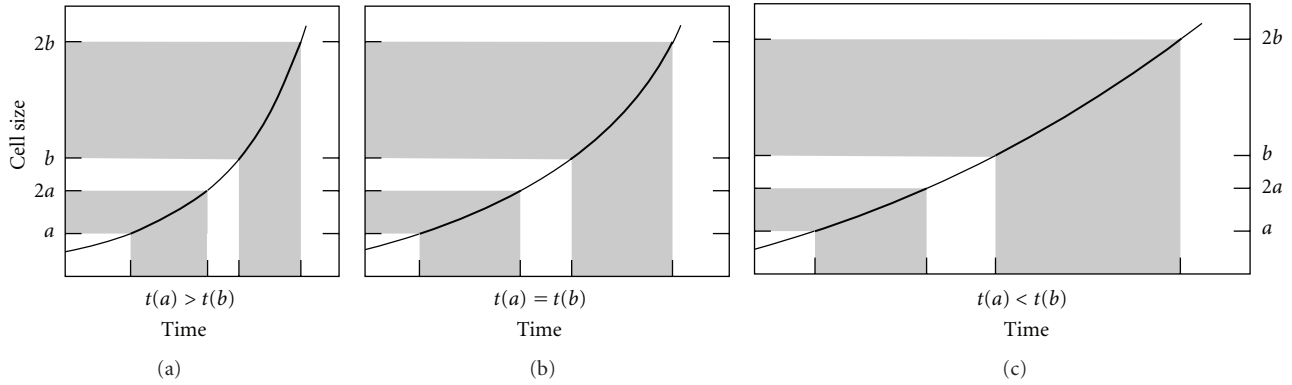 Cell size
2b
b
2a
a
t(a) > t(b)
Time
(a)
t(a) = t(b)
Time
(b)
2b
b
2a
a
t(a) < t(b)
Time
(c)